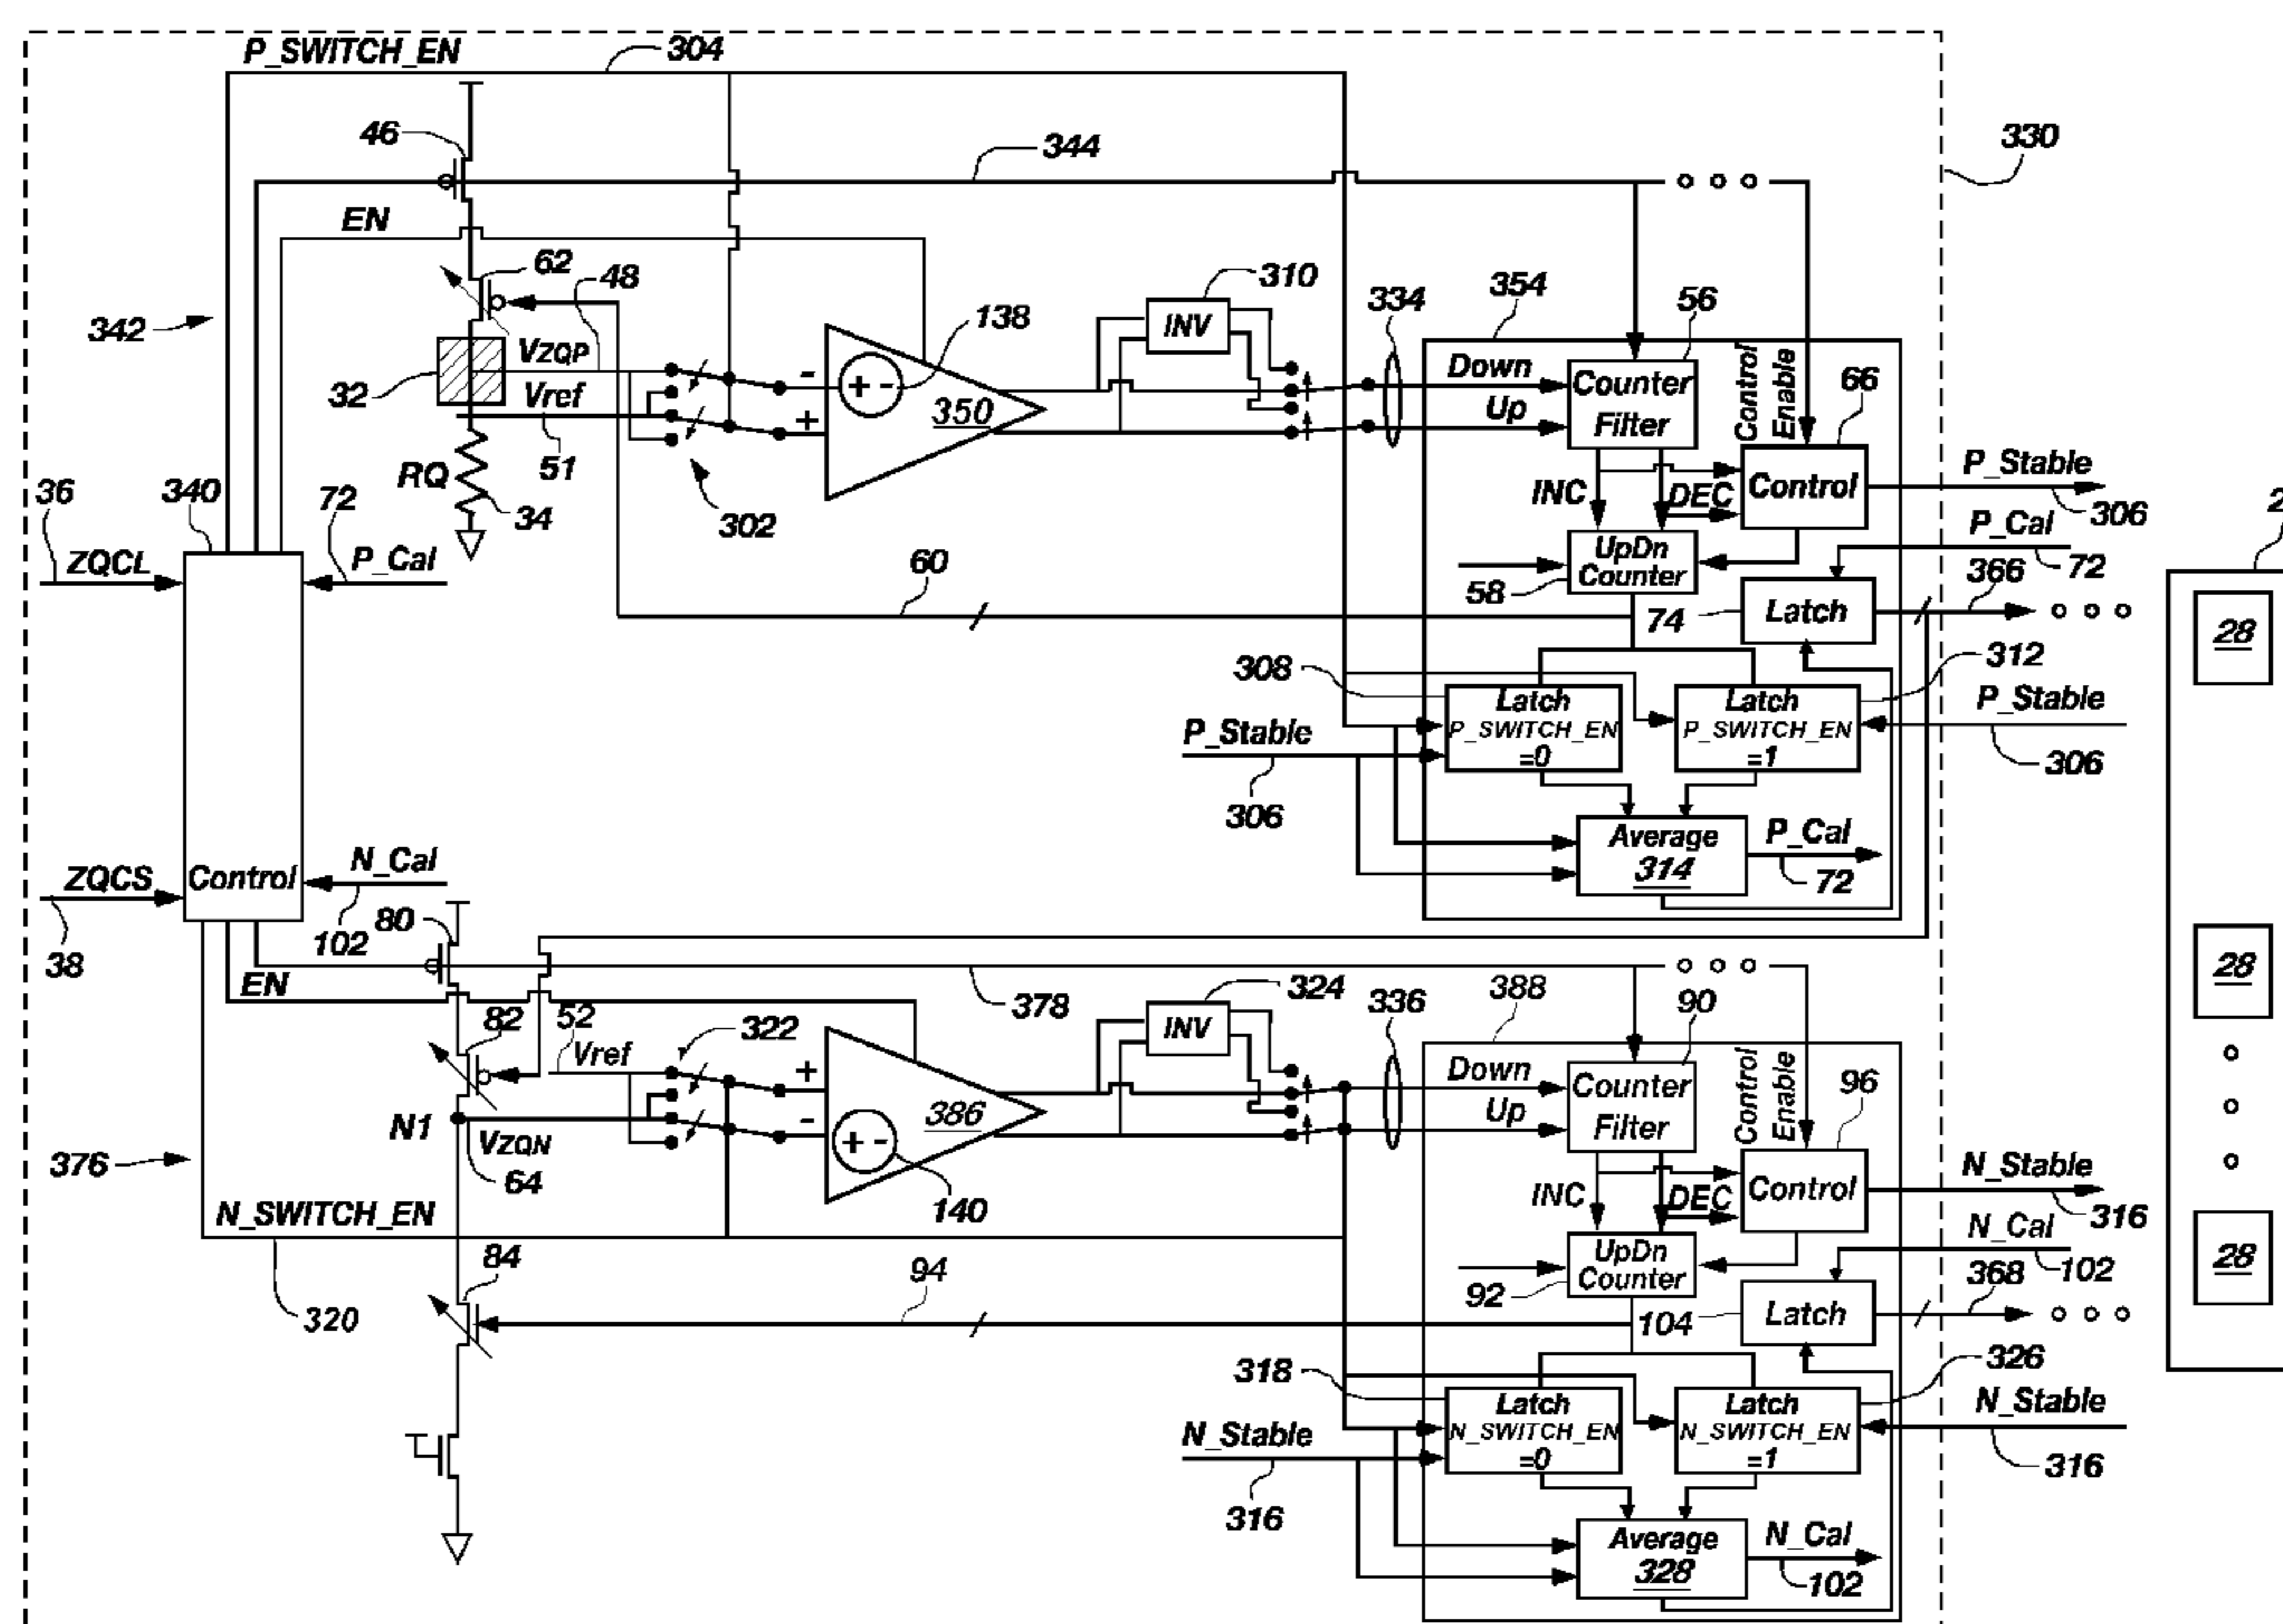 P_SWITCH_EN
304
46
344
330
EN
62
48
310
334
354
56
342
INV
138
32
VZQP
Vref
350
Down
Up
Counter
Filter
Control
Enable
66
51
RQ
34
302
INC
DEC
Control
P_Stable
306
36
340
72
ZQCL
P_Cal
60
UpDn
Counter
58
P_Cal
72
366
74
Latch
28
308
312
Latch
P_SWITCH_EN
=0
Latch
P_SWITCH_EN
=1
P_Stable
306
P_Stable
306
Average
314
P_Cal
72
ZQCS
38
Control
N_Cal
102
80
EN
378
28
82
52
322
324
336
388
90
Vref
INV
386
Down
Up
Counter
Filter
Control
Enable
96
N1
VZQN
64
376
140
INC
DEC
Control
N_Stable
316
N_SWITCH_EN
320
84
94
UpDn
Counter
92
N_Cal
102
368
104
Latch
28
318
326
Latch
N_SWITCH_EN
=0
Latch
N_SWITCH_EN
=1
N_Stable
316
N_Stable
316
Average
328
N_Cal
102